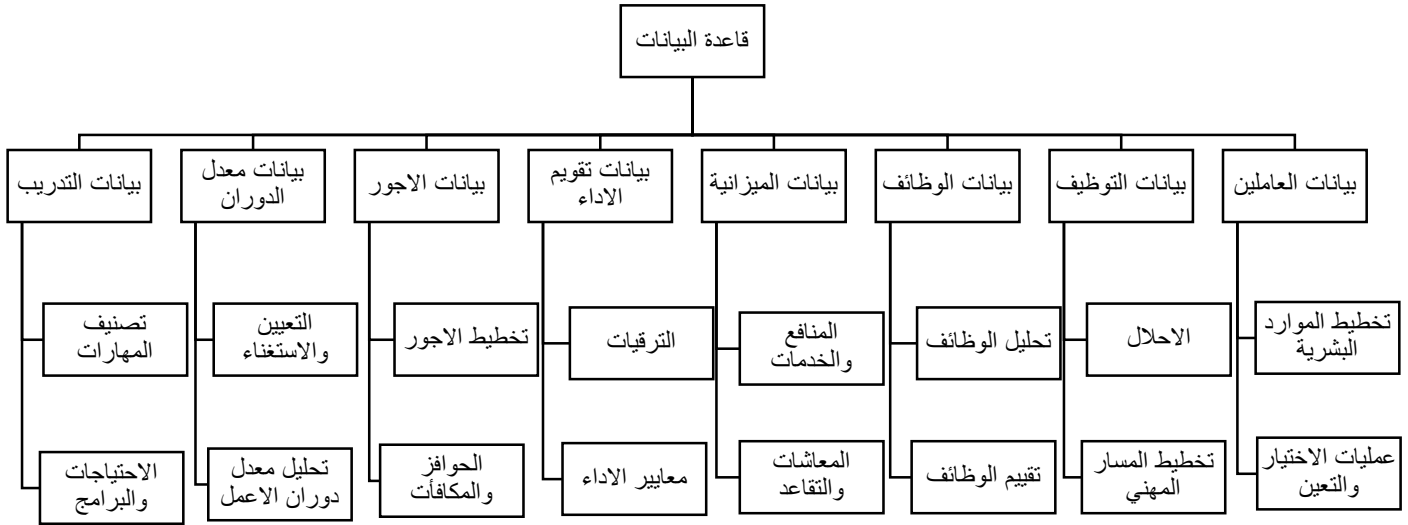 قاعدة البيانات
بيانات العاملين
بيانات التوظيف
بيانات الوظائف
بيانات الميزانية
بيانات تقويم
الاداء
بيانات الاجور
بيانات معدل
الدوران
بيانات التدريب
تخطيط الموارد
البشرية
الاحلال
تحليل الوظائف
المنافع
والخدمات
الترقيات
تخطيط الاجور
التعيين
والاستغناء
تصنيف
المهارات
عمليات الاختيار
والتعين
تخطيط المسار
المهني
تقييم الوظائف
المعاشات
والتقاعد
معايير الاداء
الحوافز
والمكافأت
تحليل معدل
دوران الاعمل
الاحتياجات
والبرامج